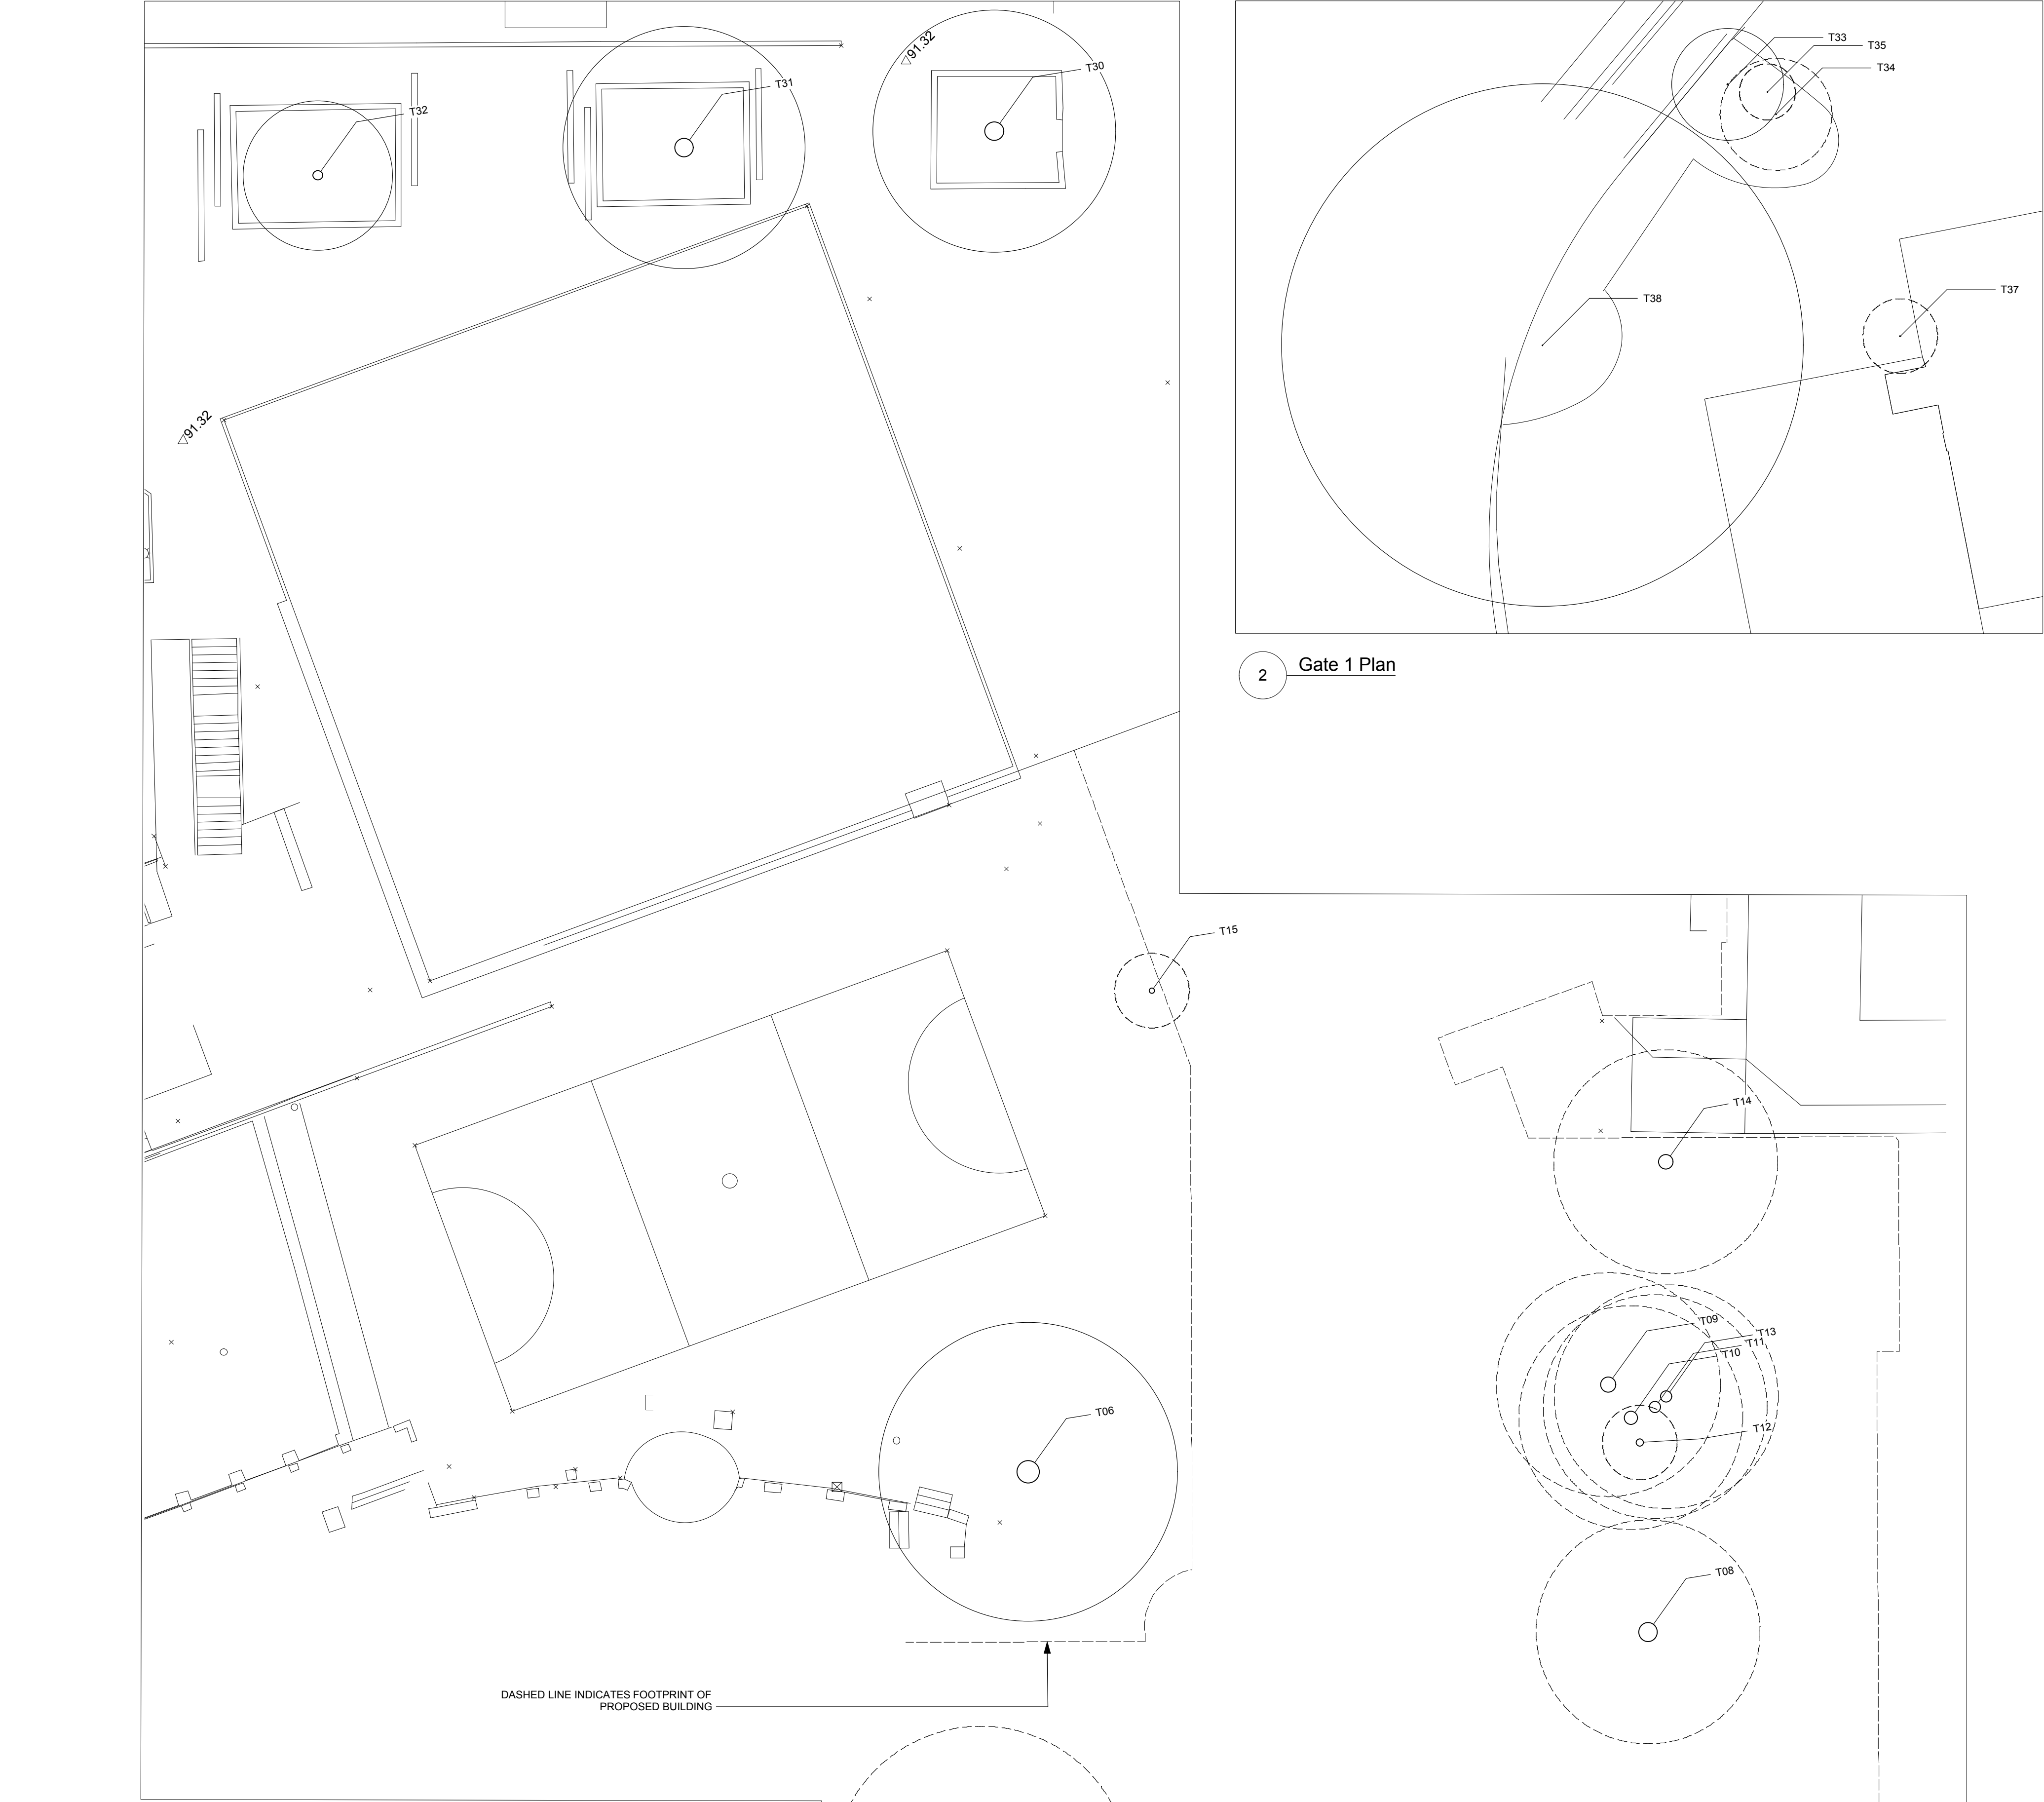 91.32
T30
T31
T32
T33
T35
T34
T38
T37
2
Gate 1 Plan
91.32
T15
T14
T09
T13
T11
T10
T12
T06
T08
DASHED LINE INDICATES FOOTPRINT OF
PROPOSED BUILDING